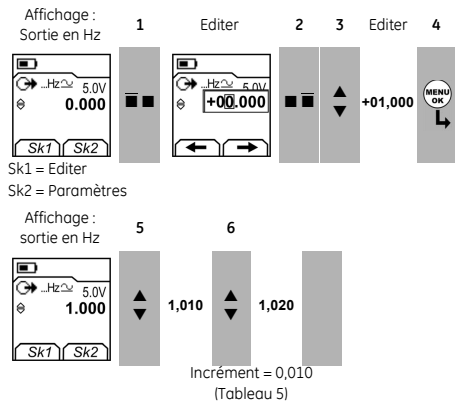 Affichage :
Sortie en Hz
1
Editer
2
3
Editer
4
...Hz 5.0V
0.000
Sk1 Sk2
...Hz 5.0V
+00.000
+01,000
MENU
OK
Sk1 = Editer
Sk2 = Paramètres
Affichage :
sortie en Hz
5
6
...Hz 5.0V
1.000
Sk1 Sk2
1,010
1,020
Incrément = 0,010
(Tableau 5)